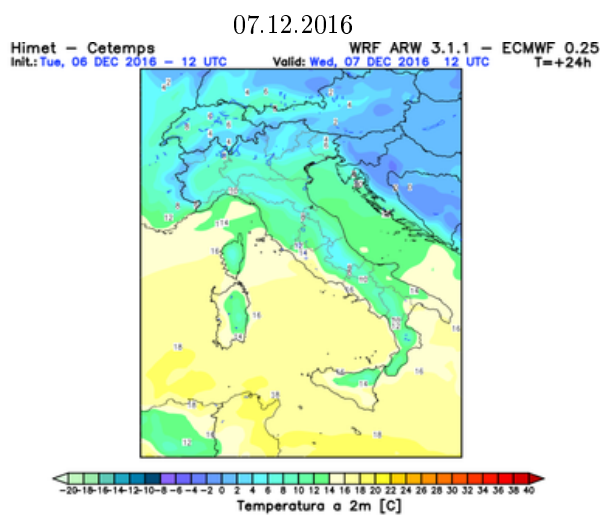 07.12.2016
Himet – Cetemps WRF ARW 3.1.1 – ECMWF 0.25
Init.: Tue, 06 DEC 2016 – 12 UTC Valid: Wed, 07 DEC 2016 12 UTC T=+24h
-20 -18 -16 -14 -12 -10 -8 -6 -4 -2 0 2 4 6 8 10 12 14 16 18 20 22 24 26 28 30 32 34 36 38 40
Temperatura a 2m [C]